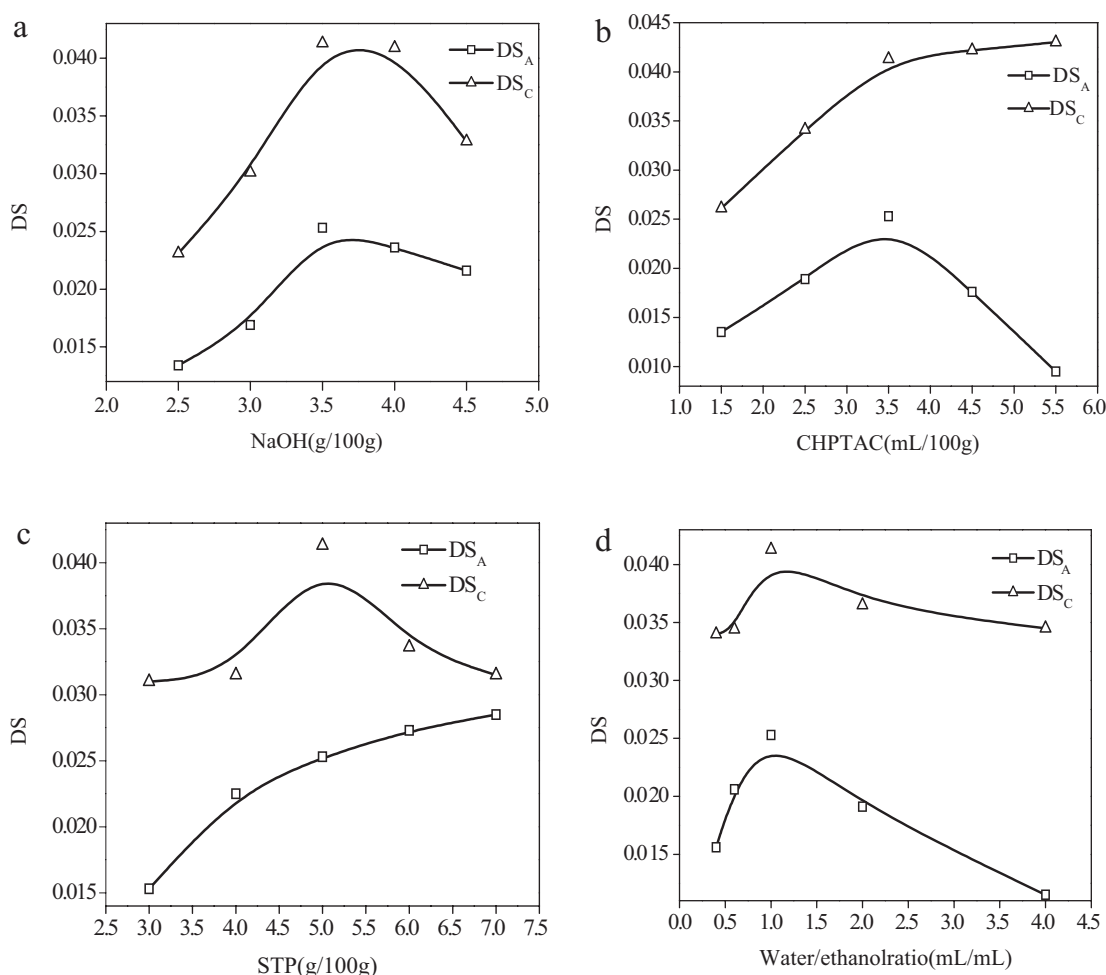 a
DS
0.040
0.035
0.030
0.025
0.020
0.015
2.0 2.5 3.0 3.5 4.0 4.5 5.0
NaOH(g/100g)
DS_A
DS_C
b
DS
0.045
0.040
0.035
0.030
0.025
0.020
0.015
0.010
1.0 1.5 2.0 2.5 3.0 3.5 4.0 4.5 5.0 5.5 6.0
CHPTAC(mL/100g)
DS_A
DS_C
c
DS
0.040
0.035
0.030
0.025
0.020
0.015
2.5 3.0 3.5 4.0 4.5 5.0 5.5 6.0 6.5 7.0 7.5
STP(g/100g)
DS_A
DS_C
d
DS
0.040
0.035
0.030
0.025
0.020
0.015
0.0 0.5 1.0 1.5 2.0 2.5 3.0 3.5 4.0 4.5
Water/ethanolratio(mL/mL)
DS_A
DS_C